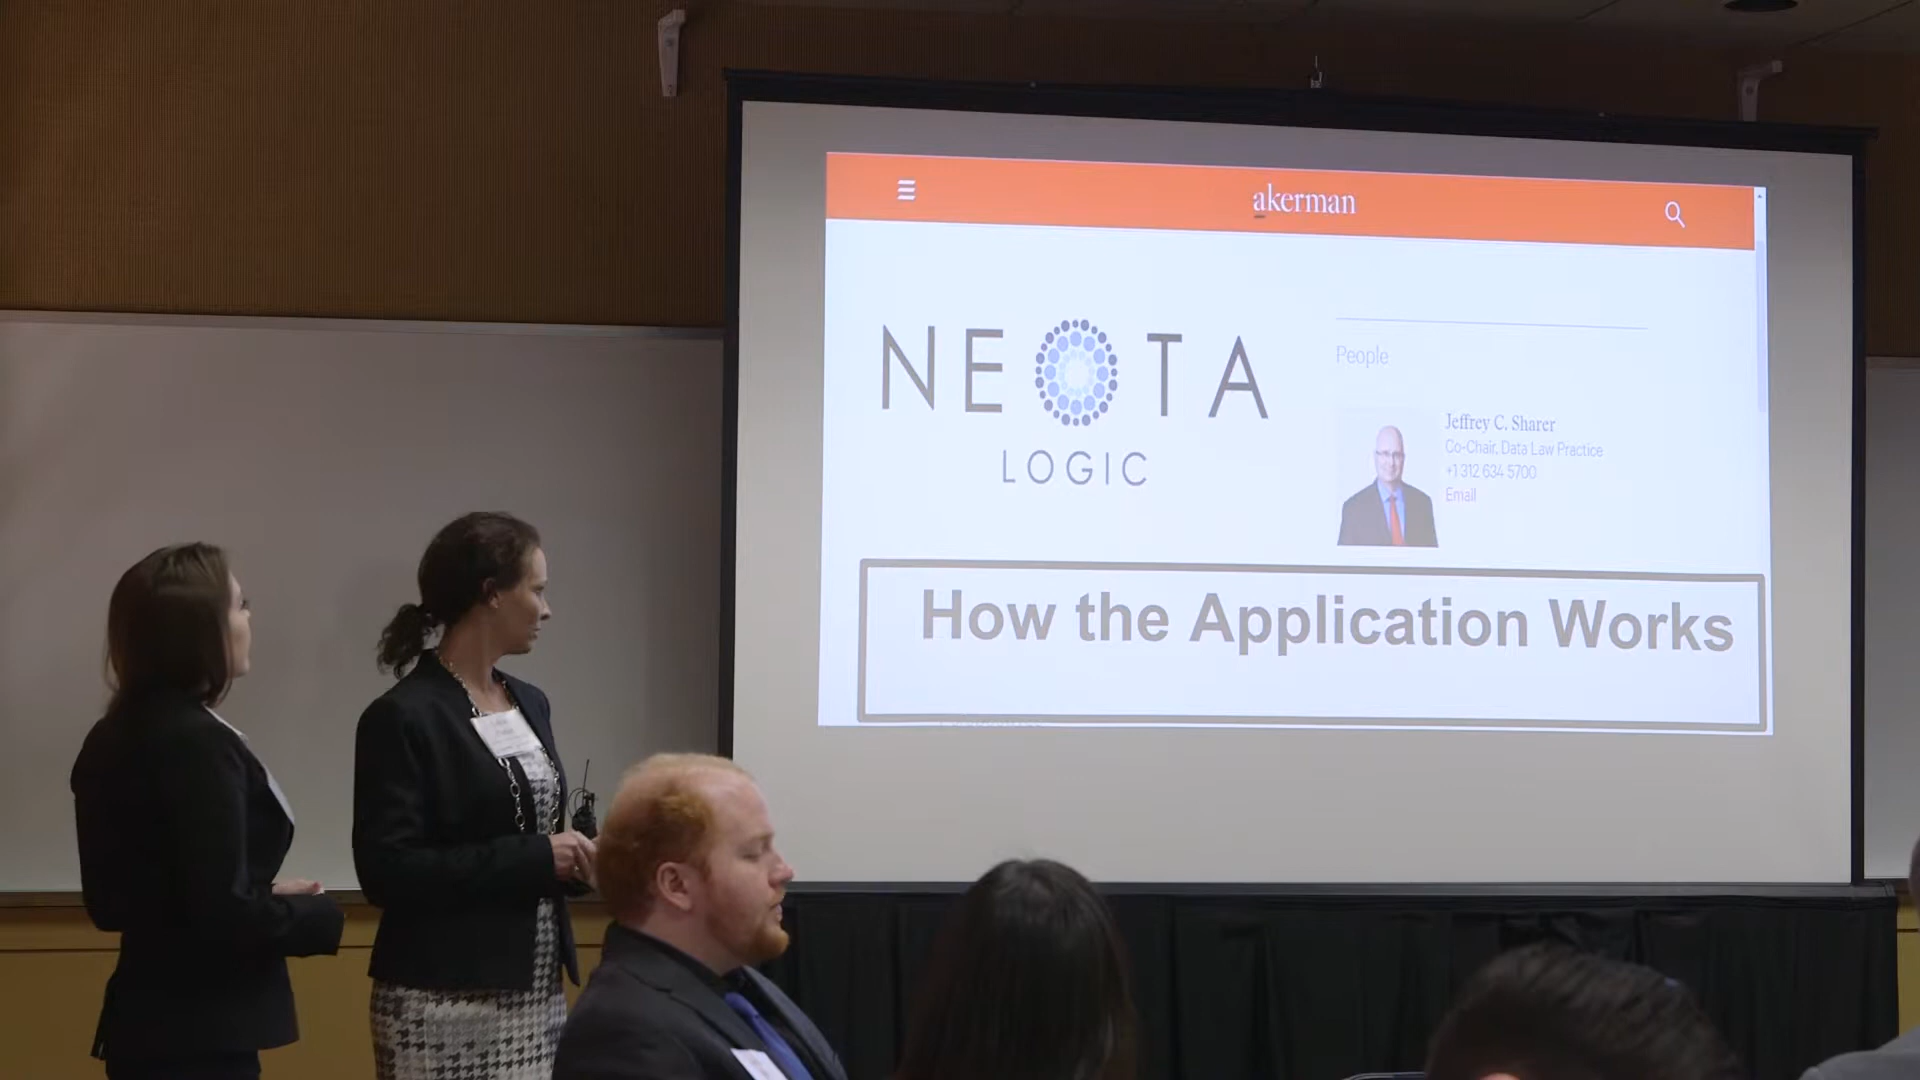 akerman
NEOTA
LOGIC
People
Jeffrey C. Sharer
Co-Chair, Data Law Practice
+1 312 634 5700
Email
How the Application Works